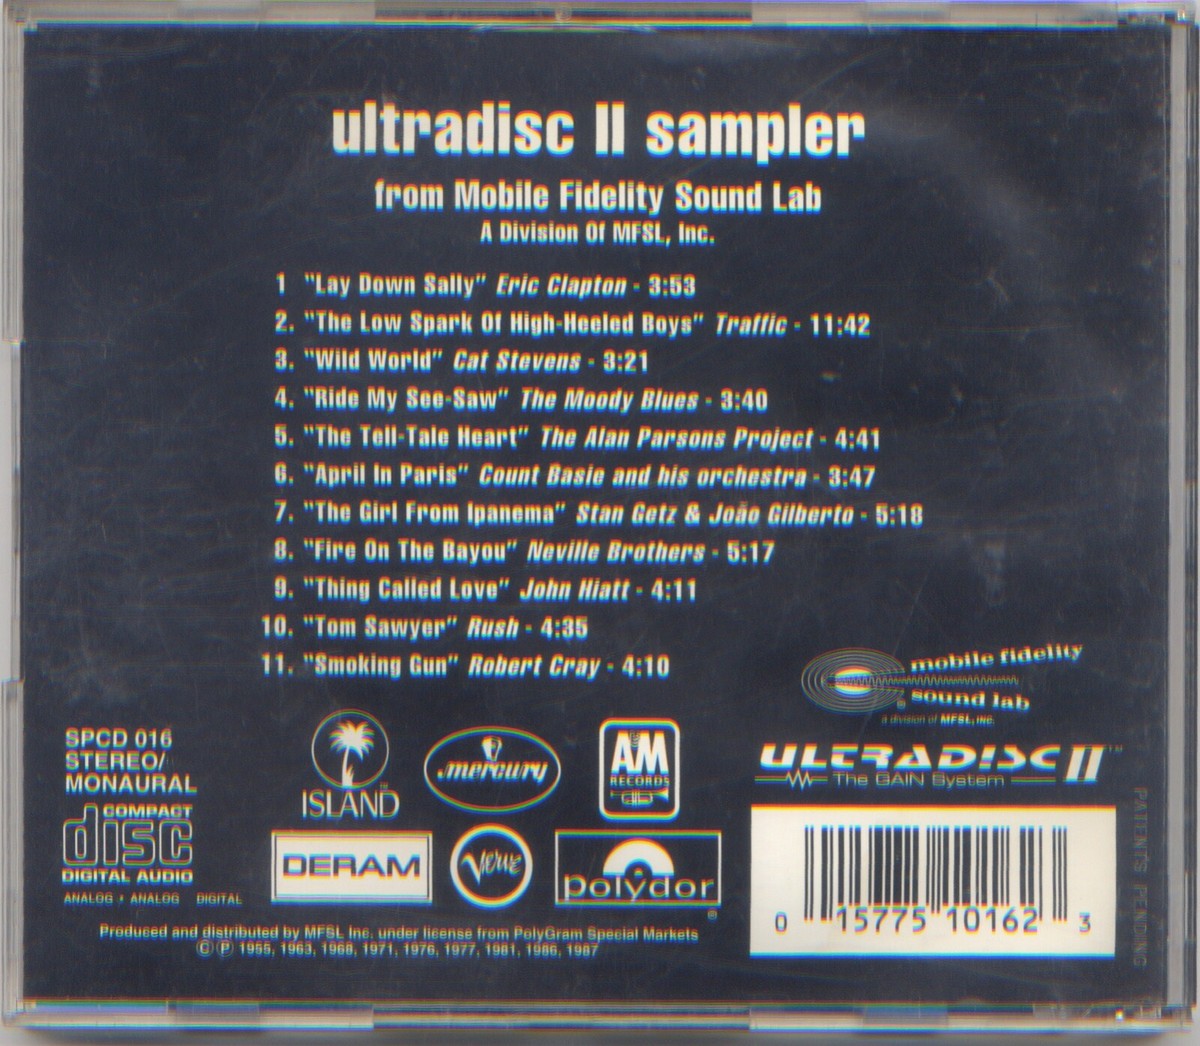 ultradisc II sampler
from Mobile Fidelity Sound Lab
A Division Of MFSL, Inc.
1 "Lay Down Sally" Eric Clapton - 3:53
2. "The Low Spark Of High-Heeled Boys" Traffic - 11:42
3. "Wild World" Cat Stevens - 3:21
4. "Ride My See-Saw" The Moody Blues - 3:40
5. "The Tell-Tale Heart" The Alan Parsons Project - 4:41
6. "April In Paris" Count Basie and his orchestra - 3:47
7. "The Girl From Ipanema" Stan Getz & João Gilberto - 5:18
8. "Fire On The Bayou" Neville Brothers - 5:17
9. "Thing Called Love" John Hiatt - 4:11
10. "Tom Sawyer" Rush - 4:35
11. "Smoking Gun" Robert Cray - 4:10
mobile fidelity
sound lab
®
a division of MFSL, INC.
SPCD 016
STEREO/
MONAURAL
COMPACT
disc
DIGITAL AUDIO
ANALOG · ANALOG DIGITAL
ISLAND™
mercury
A&M
RECORDS
DERAM
Verve
polydor®
ULTRADISC II™
The GAIN System
0 15775 10162 3
PATENTS PENDING
Produced and distributed by MFSL Inc. under license from PolyGram Special Markets
© ℗ 1955, 1963, 1968, 1971, 1976, 1977, 1981, 1986, 1987